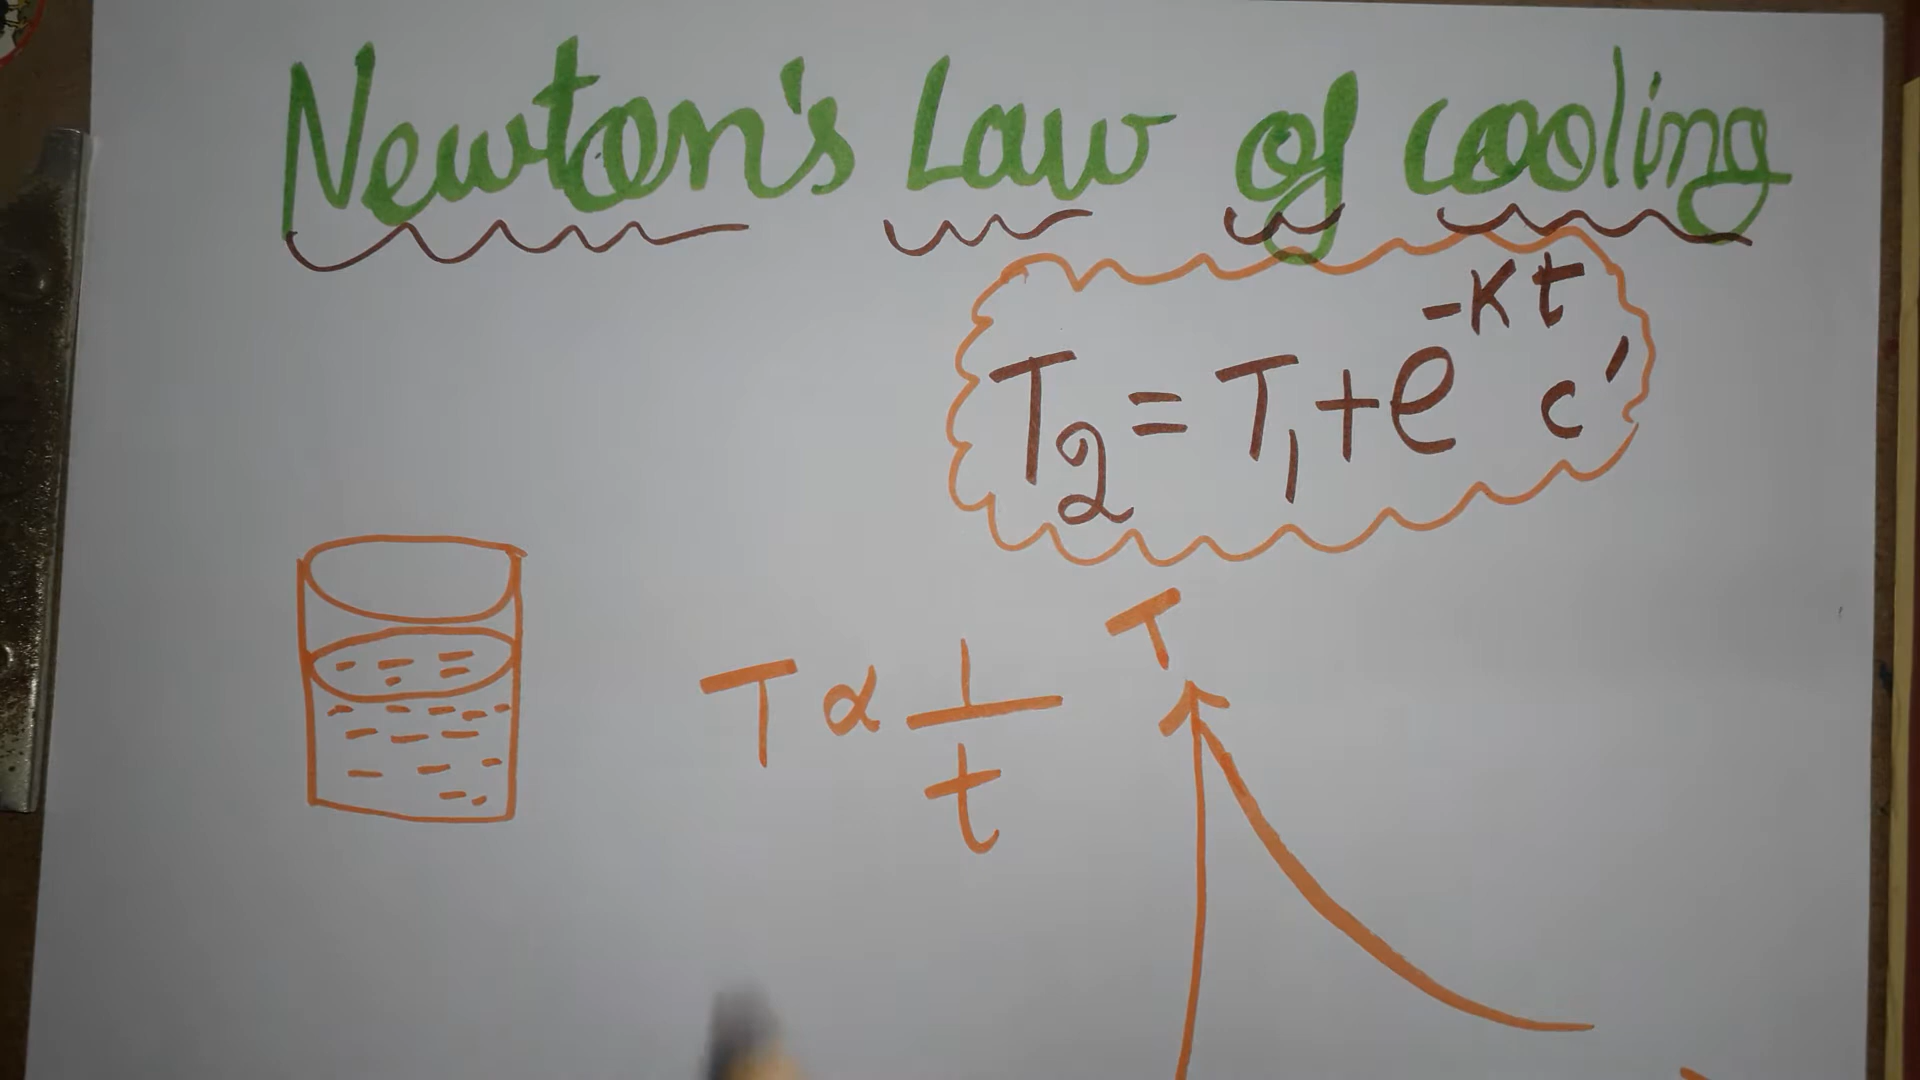 Newton's Law of cooling
T₂ = T₁ + e^-Kt c'
T ∝ 1/t
T